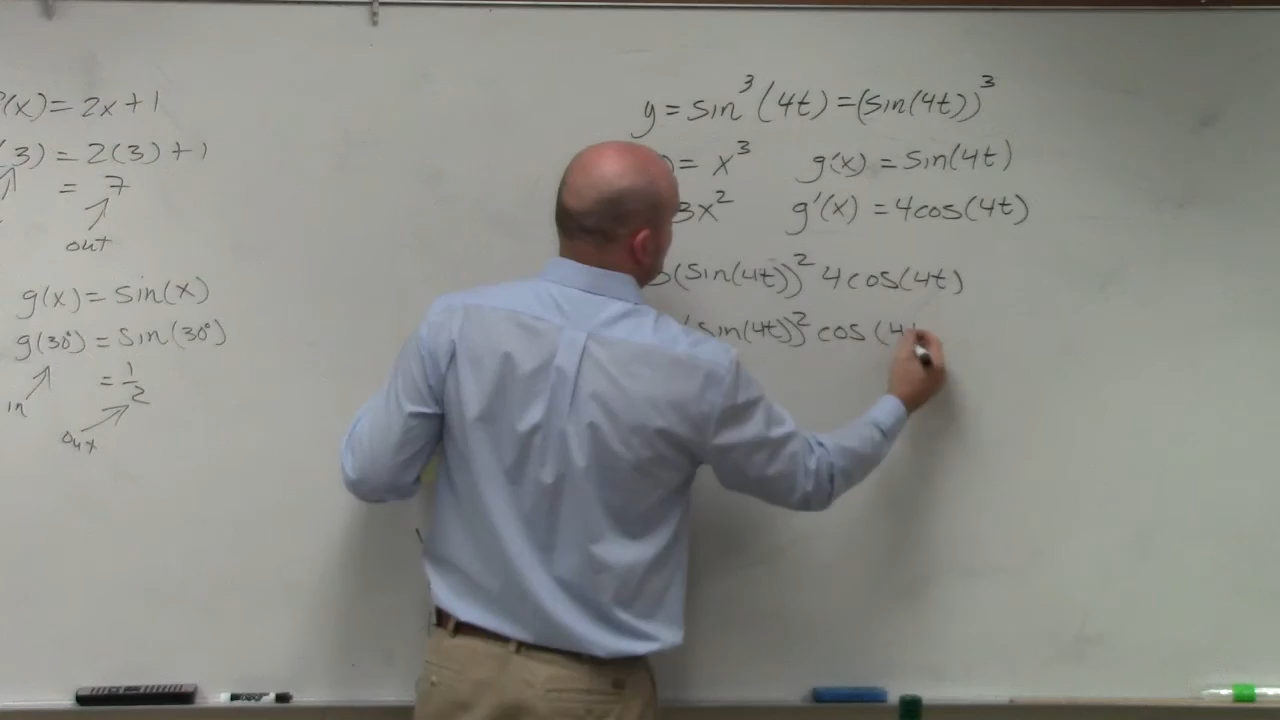 (x) = 2x + 1
(3) = 2(3) + 1
= 7
out
g(x) = sin(x)
g(30°) = sin(30°)
= 1/2
in
out
y = sin³(4t) = (sin(4t))³
= x³ g(x) = sin(4t)
3x² g'(x) = 4cos(4t)
(sin(4t))² 4cos(4t)
(sin(4t))² cos(4t